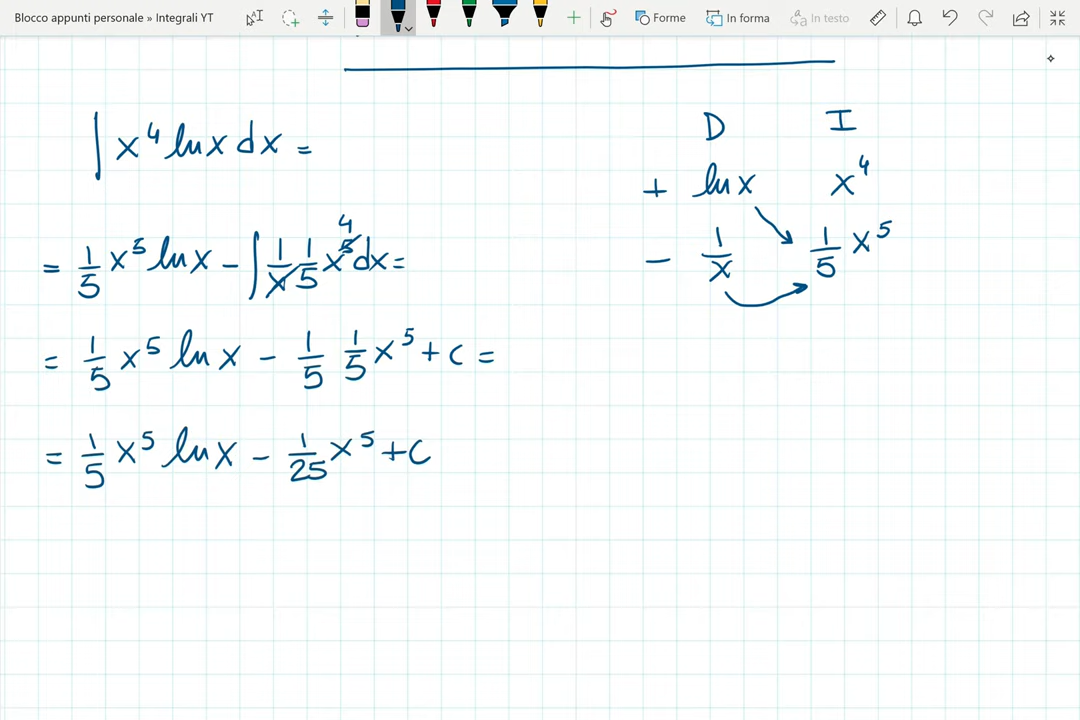 Blocco appunti personale » Integrali YT
Forme
In forma
In testo
∫ x⁴ ln x dx =
= 1/5 x⁵ ln x − ∫ 1/x 1/5 x⁵ 4 dx =
= 1/5 x⁵ ln x − 1/5 1/5 x⁵ + c =
= 1/5 x⁵ ln x − 1/25 x⁵ + c
D I
+ ln x x⁴
− 1/x 1/5 x⁵